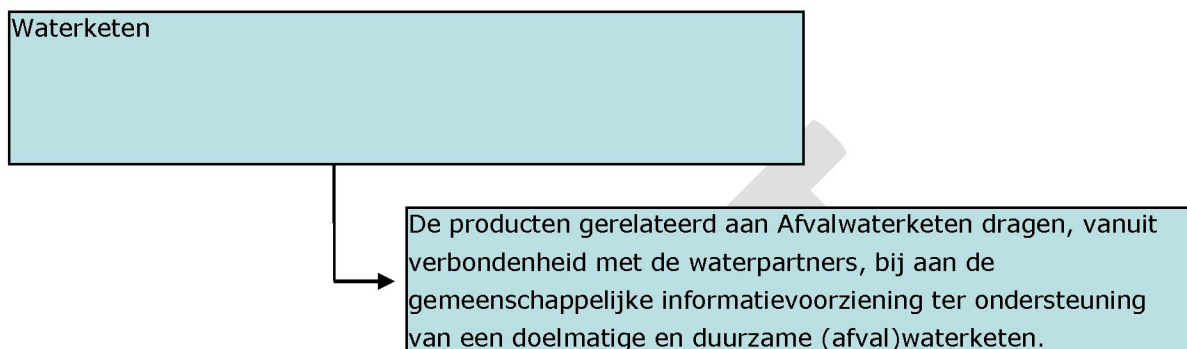 Waterketen
De producten gerelateerd aan Afvalwaterketen dragen, vanuit
verbondenheid met de waterpartners, bij aan de
gemeenschappelijke informatievoorziening ter ondersteuning
van een doelmatige en duurzame (afval)waterketen.